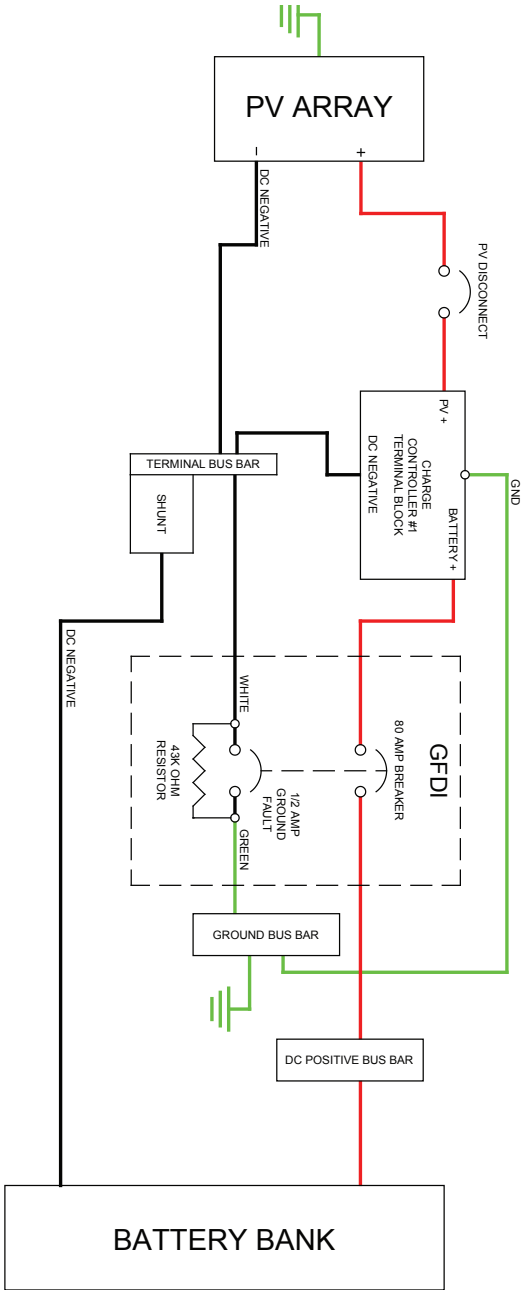 PV ARRAY
-
+
DC NEGATIVE
PV DISCONNECT
PV +
CHARGE
CONTROLLER #1
TERMINAL BLOCK
DC NEGATIVE
BATTERY +
GND
TERMINAL BUS BAR
SHUNT
DC NEGATIVE
WHITE
43K OHM
RESISTOR
1/2 AMP
GROUND
FAULT
GREEN
80 AMP BREAKER
GFDI
GROUND BUS BAR
DC POSITIVE BUS BAR
BATTERY BANK